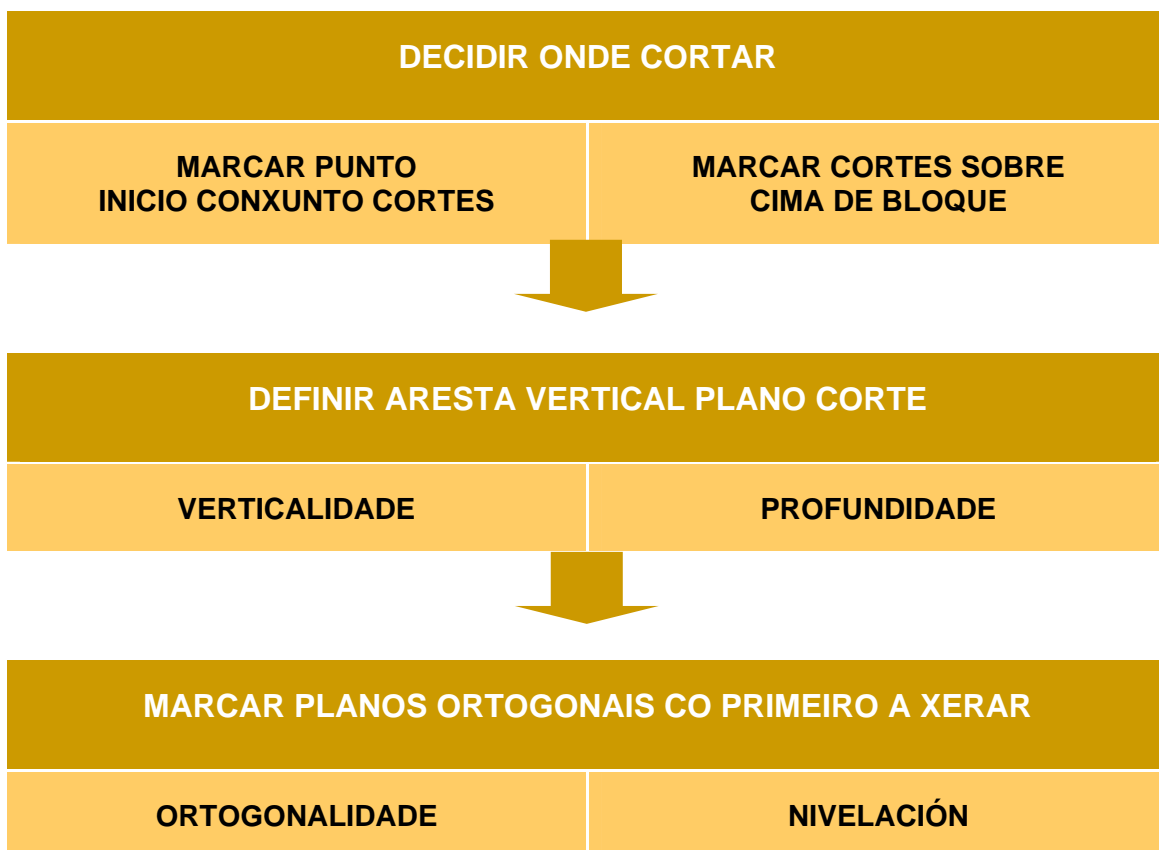 DECIDIR ONDE CORTAR
MARCAR PUNTO
INICIO CONXUNTO CORTES
MARCAR CORTES SOBRE
CIMA DE BLOQUE
DEFINIR ARESTA VERTICAL PLANO CORTE
VERTICALIDADE
PROFUNDIDADE
MARCAR PLANOS ORTOGONAIS CO PRIMEIRO A XERAR
ORTOGONALIDADE
NIVELACIÓN